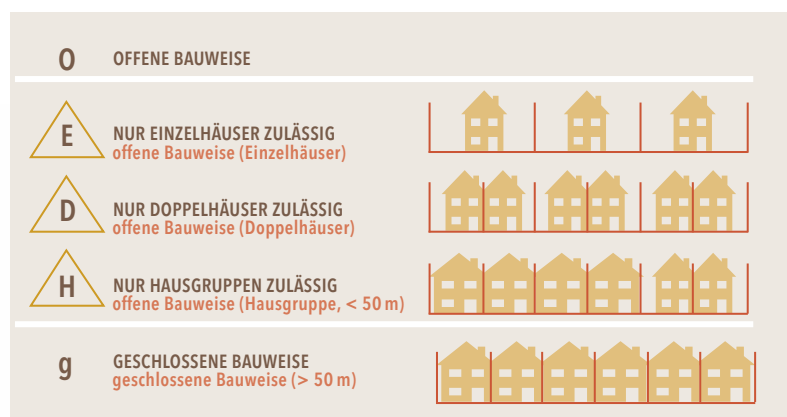 O OFFENE BAUWEISE
E NUR EINZELHÄUSER ZULÄSSIG
offene Bauweise (Einzelhäuser)
D NUR DOPPELHÄUSER ZULÄSSIG
offene Bauweise (Doppelhäuser)
H NUR HAUSGRUPPEN ZULÄSSIG
offene Bauweise (Hausgruppe, < 50 m)
g GESCHLOSSENE BAUWEISE
geschlossene Bauweise (> 50 m)